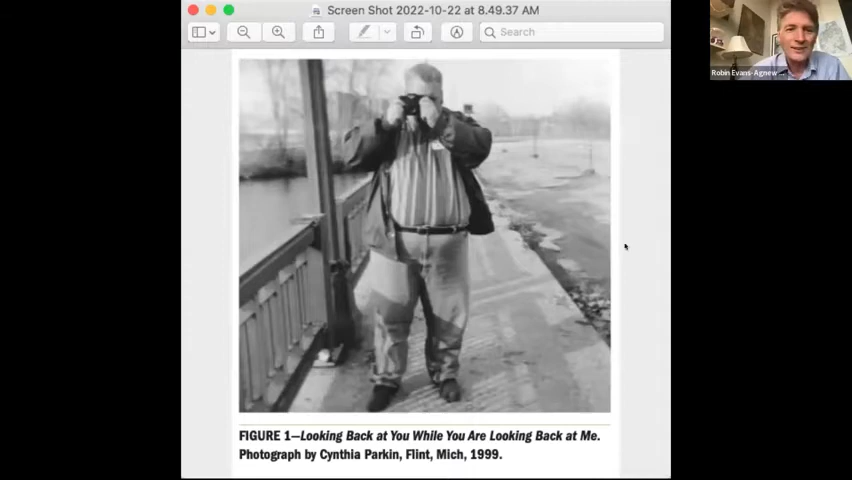 Screen Shot 2022-10-22 at 8.49.37 AM
Search
Robin Evans-Agnew
FIGURE 1—Looking Back at You While You Are Looking Back at Me.
Photograph by Cynthia Parkin, Flint, Mich, 1999.